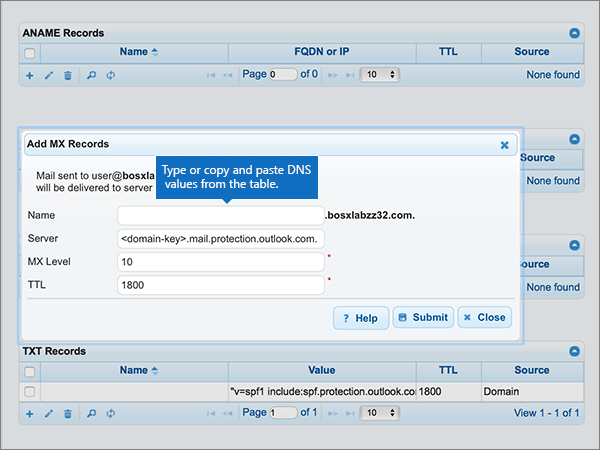 ANAME Records
Name FQDN or IP TTL Source
Page 0 of 0 10 None found
Add MX Records
Mail sent to user@bosxla
will be delivered to server
Type or copy and paste DNS
values from the table.
Name .bosxlabzz32.com.
Server <domain-key>.mail.protection.outlook.com.
MX Level 10 *
TTL 1800 *
? Help Submit Close
Source
None found
Source
None found
TXT Records
Name Value TTL Source
"v=spf1 include:spf.protection.outlook.co 1800 Domain
Page 1 of 1 10 View 1 - 1 of 1